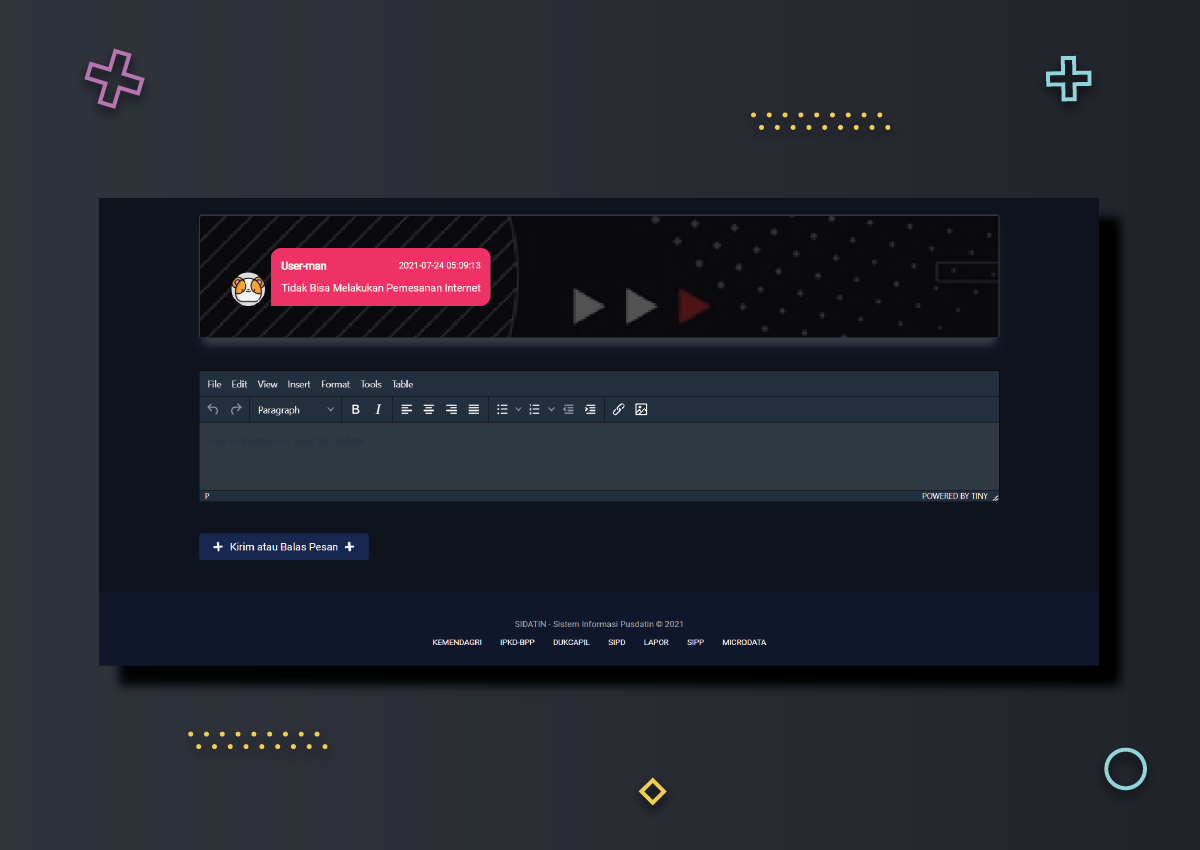 User-man 2021-07-24 05:09:13
Tidak Bisa Melakukan Pemesanan Internet
File Edit View Insert Format Tools Table
Paragraph B I
P POWERED BY TINY
Kirim atau Balas Pesan
SIDATIN - Sistem Informasi Pusdatin © 2021
KEMENDAGRI IPKD-BPP DUKCAPIL SIPD LAPOR SIPP MICRODATA